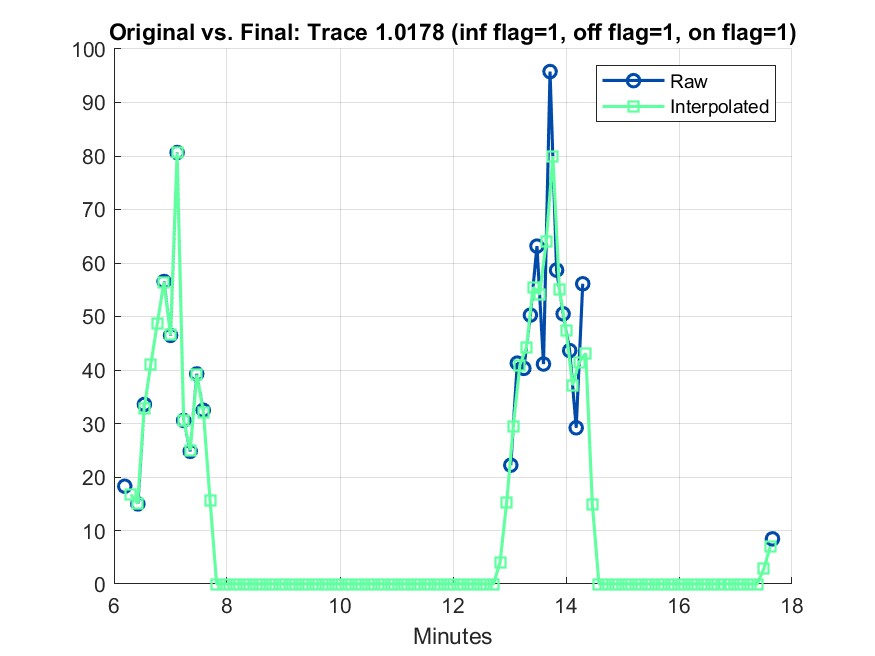 Original vs. Final: Trace 1.0178 (inf flag=1, off flag=1, on flag=1)
100
90
80
70
60
50
40
30
20
10
0
Raw
Interpolated
6 8 10 12 14 16 18
Minutes